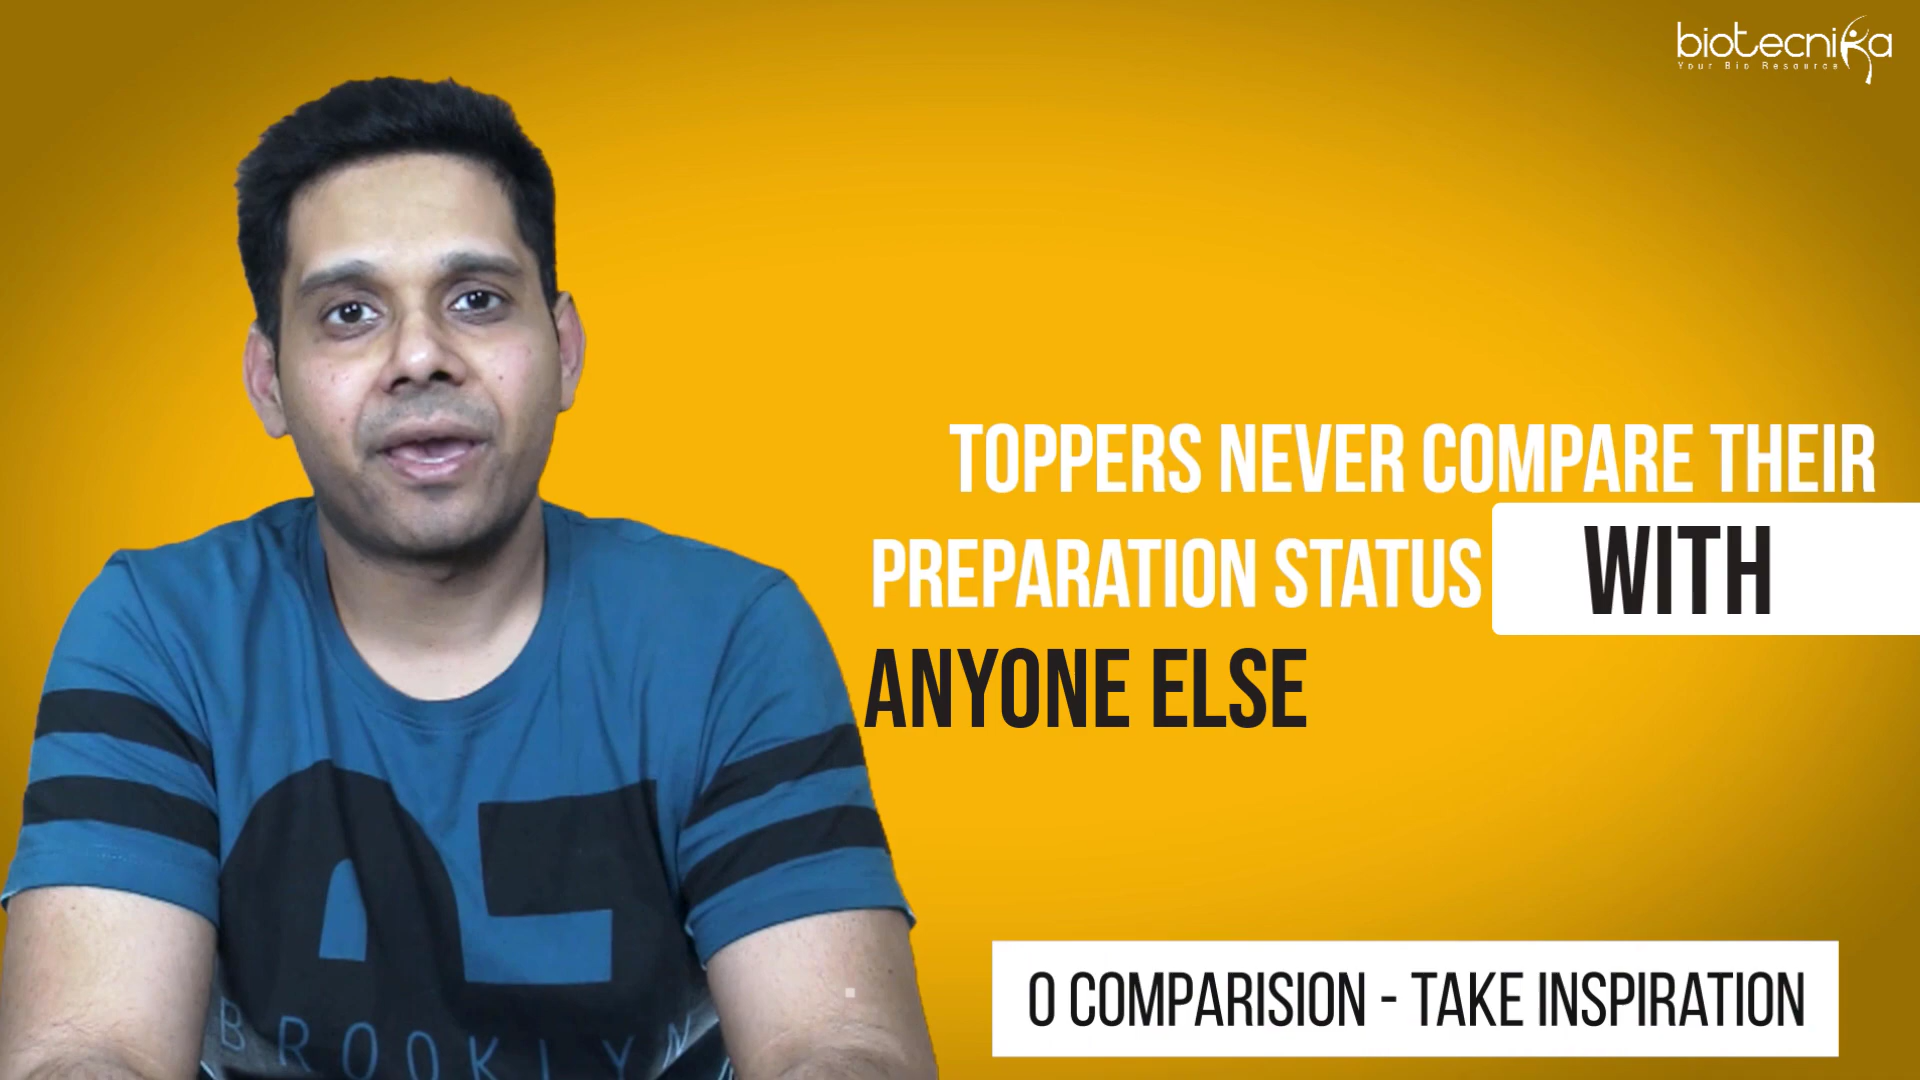 biotecnika
Your Bio Resource
TOPPERS NEVER COMPARE THEIR
PREPARATION STATUS WITH
ANYONE ELSE
0 COMPARISION - TAKE INSPIRATION
BROOKLYN